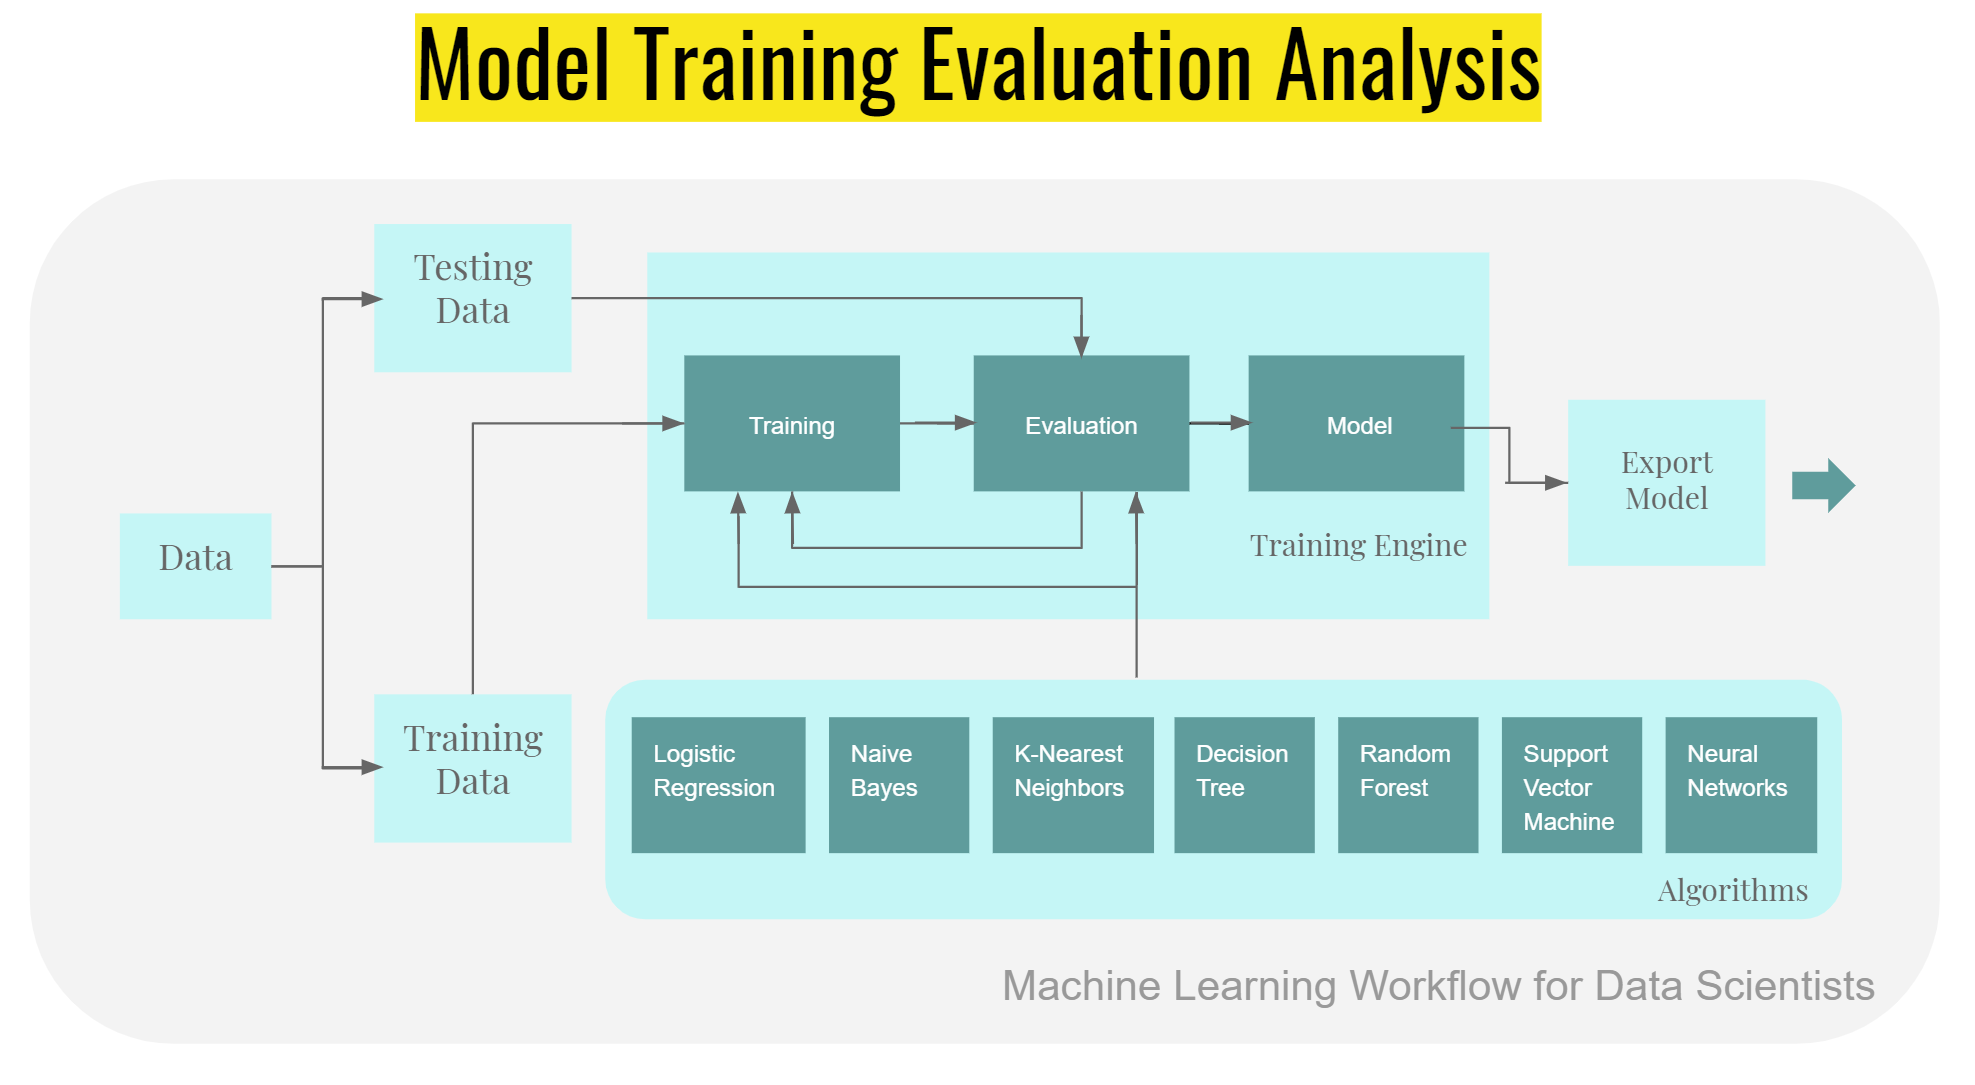 Model Training Evaluation Analysis
Testing
Data
Training
Evaluation
Model
Export
Model
Training Engine
Data
Training
Data
Logistic
Regression
Naive
Bayes
K-Nearest
Neighbors
Decision
Tree
Random
Forest
Support
Vector
Machine
Neural
Networks
Algorithms
Machine Learning Workflow for Data Scientists